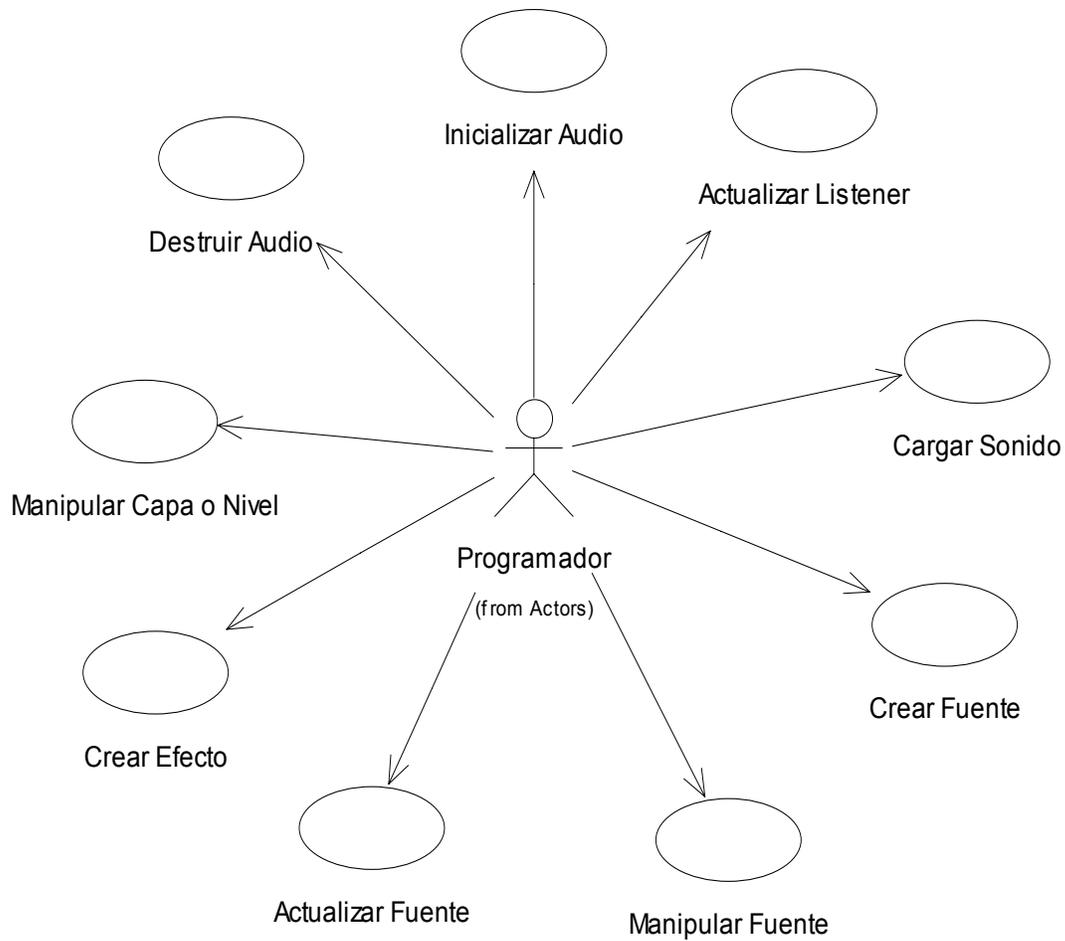 Inicializar Audio
Actualizar Listener
Destruir Audio
Cargar Sonido
Manipular Capa o Nivel
Programador
(from Actors)
Crear Fuente
Crear Efecto
Actualizar Fuente
Manipular Fuente